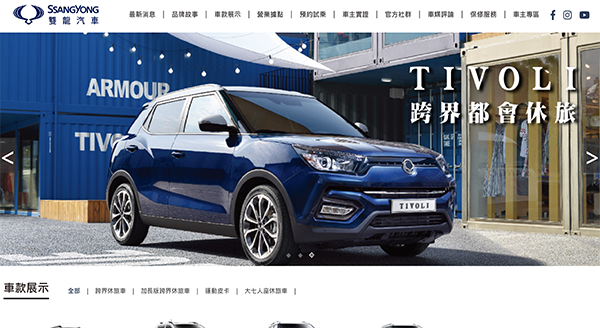 SSANGYONG
雙龍汽車
最新消息 | 品牌故事 | 車款展示 | 營業據點 | 預約試乘 | 車主實證 | 官方社群 | 車媒評論 | 保修服務 | 車主專區
ARMOUR
TIVOLI
跨界都會休旅
TIVO
TIVOLI
車款展示
全部 | 跨界休旅車 | 加長版跨界休旅車 | 運動皮卡 | 大七人座休旅車 |